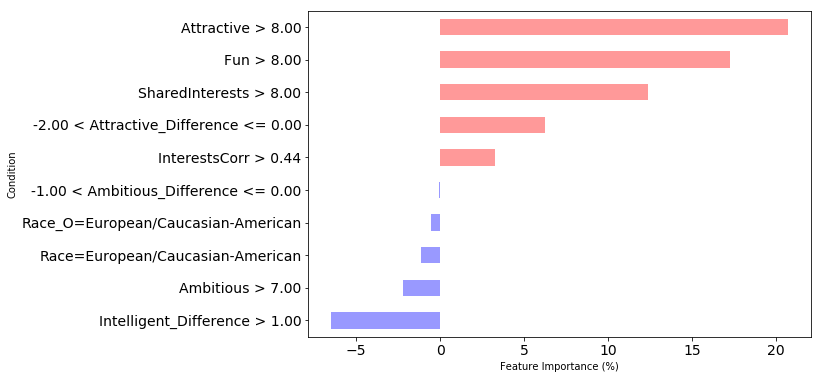 Attractive > 8.00
Fun > 8.00
SharedInterests > 8.00
-2.00 < Attractive_Difference <= 0.00
InterestsCorr > 0.44
-1.00 < Ambitious_Difference <= 0.00
Race_O=European/Caucasian-American
Race=European/Caucasian-American
Ambitious > 7.00
Intelligent_Difference > 1.00
Condition
−5 0 5 10 15 20
Feature Importance (%)